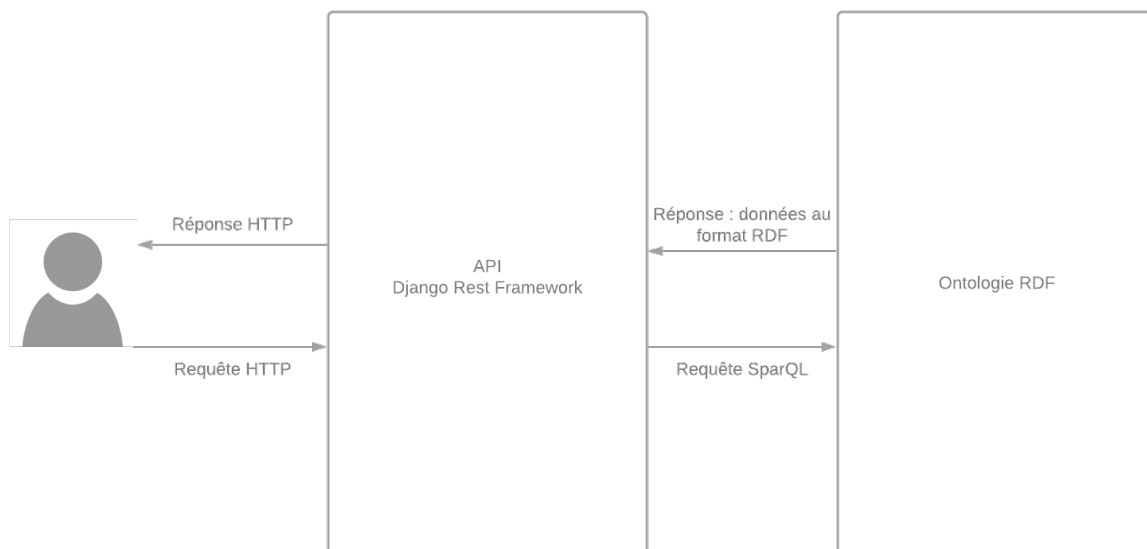 Réponse HTTP
Requête HTTP
API
Django Rest Framework
Réponse : données au
format RDF
Requête SparQL
Ontologie RDF